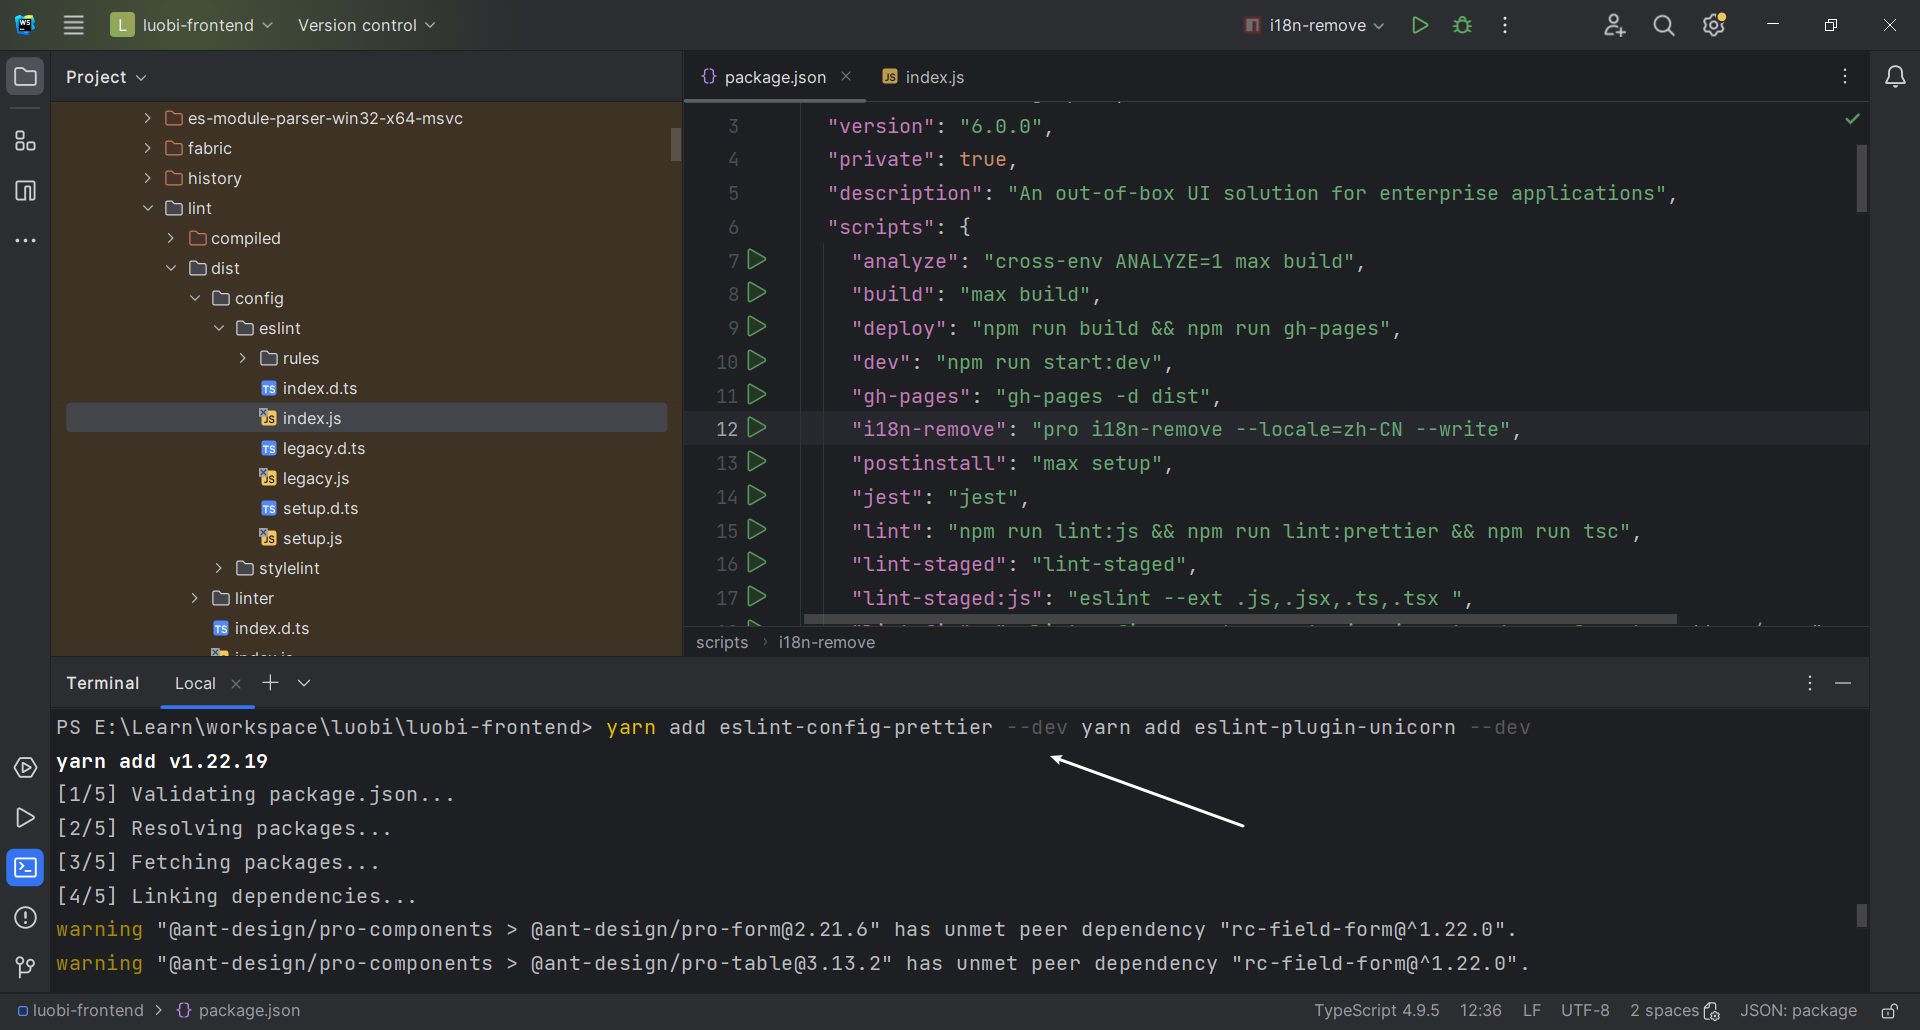 WS
L luobi-frontend
Version control
i18n-remove
Project
es-module-parser-win32-x64-msvc
fabric
history
lint
compiled
dist
config
eslint
rules
TS index.d.ts
JS index.js
TS legacy.d.ts
JS legacy.js
TS setup.d.ts
JS setup.js
stylelint
linter
TS index.d.ts
{} package.json
JS index.js
3 "version": "6.0.0",
4 "private": true,
5 "description": "An out-of-box UI solution for enterprise applications",
6 "scripts": {
7 "analyze": "cross-env ANALYZE=1 max build",
8 "build": "max build",
9 "deploy": "npm run build && npm run gh-pages",
10 "dev": "npm run start:dev",
11 "gh-pages": "gh-pages -d dist",
12 "i18n-remove": "pro i18n-remove --locale=zh-CN --write",
13 "postinstall": "max setup",
14 "jest": "jest",
15 "lint": "npm run lint:js && npm run lint:prettier && npm run tsc",
16 "lint-staged": "lint-staged",
17 "lint-staged:js": "eslint --ext .js,.jsx,.ts,.tsx ",
scripts › i18n-remove
Terminal Local
PS E:\Learn\workspace\luobi\luobi-frontend> yarn add eslint-config-prettier --dev yarn add eslint-plugin-unicorn --dev
yarn add v1.22.19
[1/5] Validating package.json...
[2/5] Resolving packages...
[3/5] Fetching packages...
[4/5] Linking dependencies...
warning "@ant-design/pro-components > @ant-design/pro-form@2.21.6" has unmet peer dependency "rc-field-form@^1.22.0".
warning "@ant-design/pro-components > @ant-design/pro-table@3.13.2" has unmet peer dependency "rc-field-form@^1.22.0".
luobi-frontend > {} package.json
TypeScript 4.9.5 12:36 LF UTF-8 2 spaces JSON: package